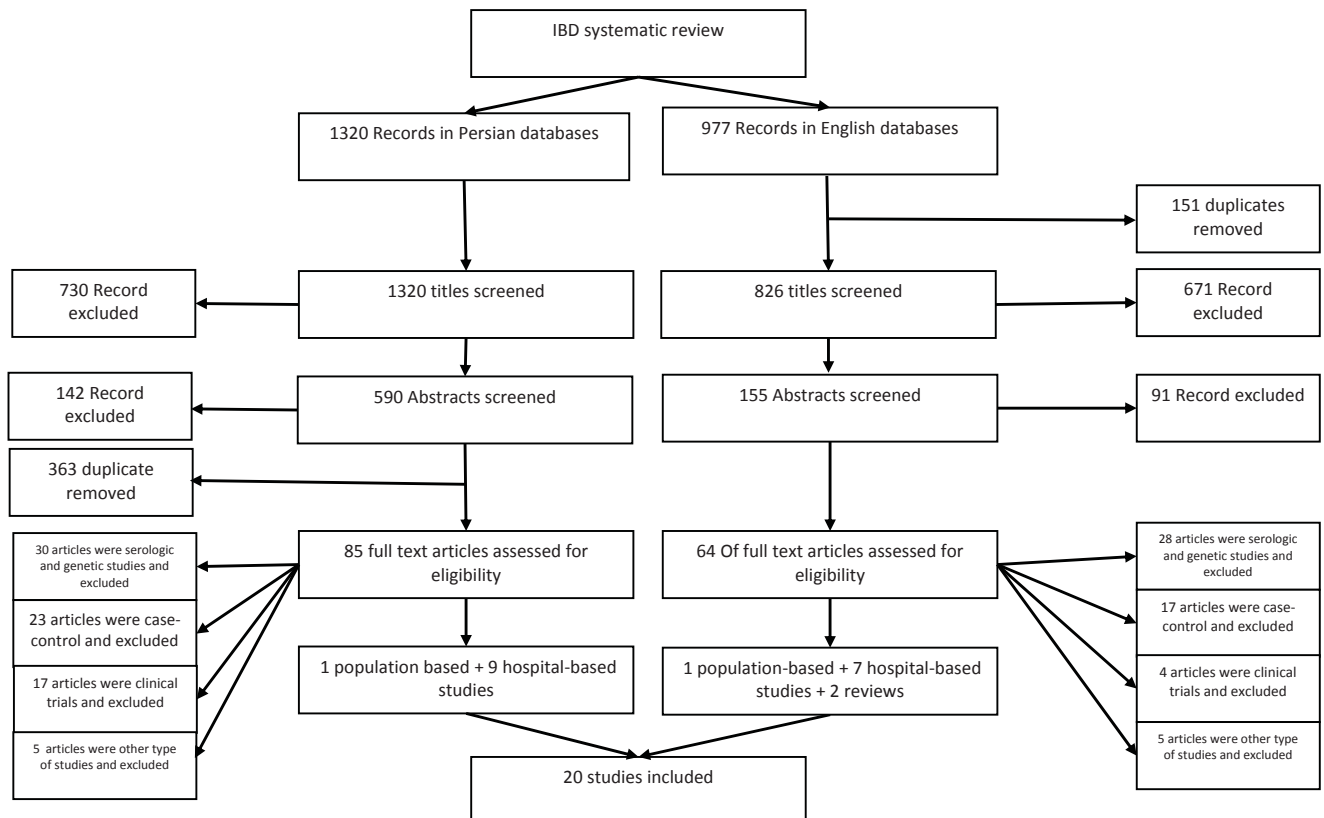 IBD systematic review
1320 Records in Persian databases
977 Records in English databases
151 duplicates
removed
730 Record
excluded
1320 titles screened
826 titles screened
671 Record
excluded
142 Record
excluded
590 Abstracts screened
155 Abstracts screened
91 Record excluded
363 duplicate
removed
30 articles were serologic
and genetic studies and
excluded
85 full text articles assessed for
eligibility
64 Of full text articles assessed for
eligibility
28 articles were serologic
and genetic studies and
excluded
23 articles were case-
control and excluded
17 articles were case-
control and excluded
1 population based + 9 hospital-based
studies
1 population-based + 7 hospital-based
studies + 2 reviews
17 articles were clinical
trials and excluded
4 articles were clinical
trials and excluded
5 articles were other type
of studies and excluded
5 articles were other type
of studies and excluded
20 studies included